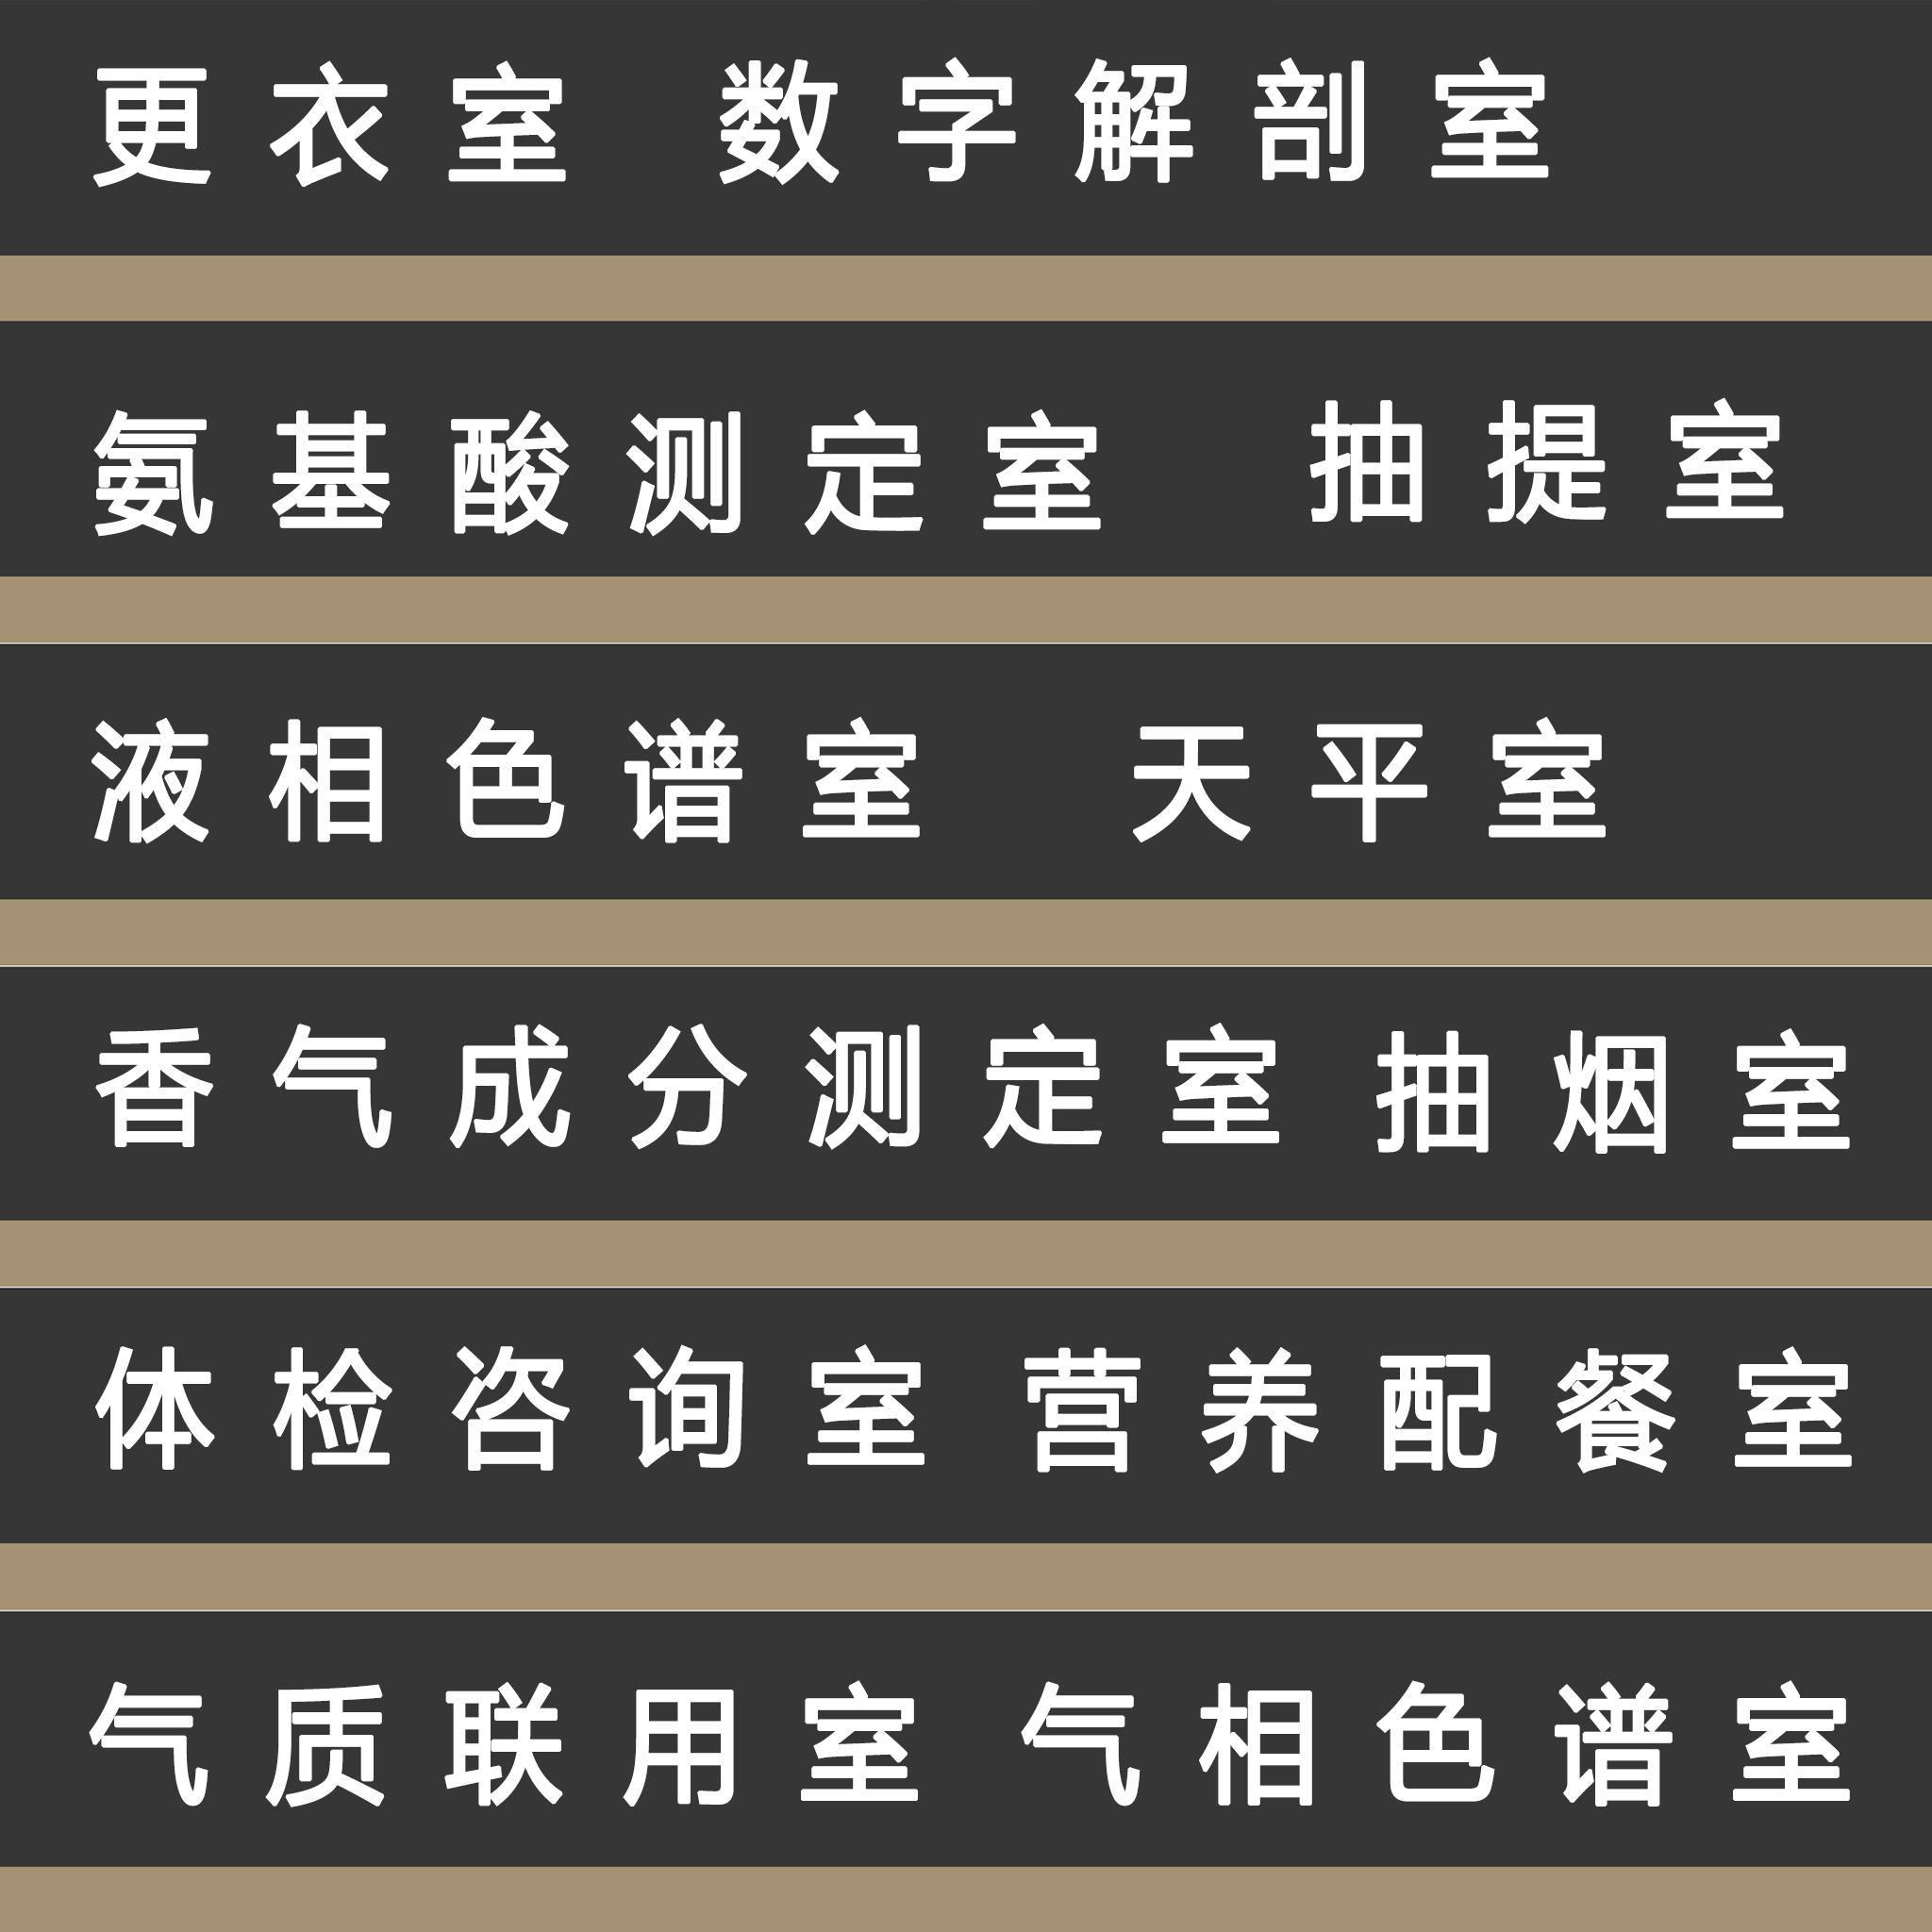 更衣室 数字解剖室
氨基酸测定室 抽提室
液相色谱室 天平室
香气成分测定室 抽烟室
体检咨询室 营养配餐室
气质联用室 气相色谱室